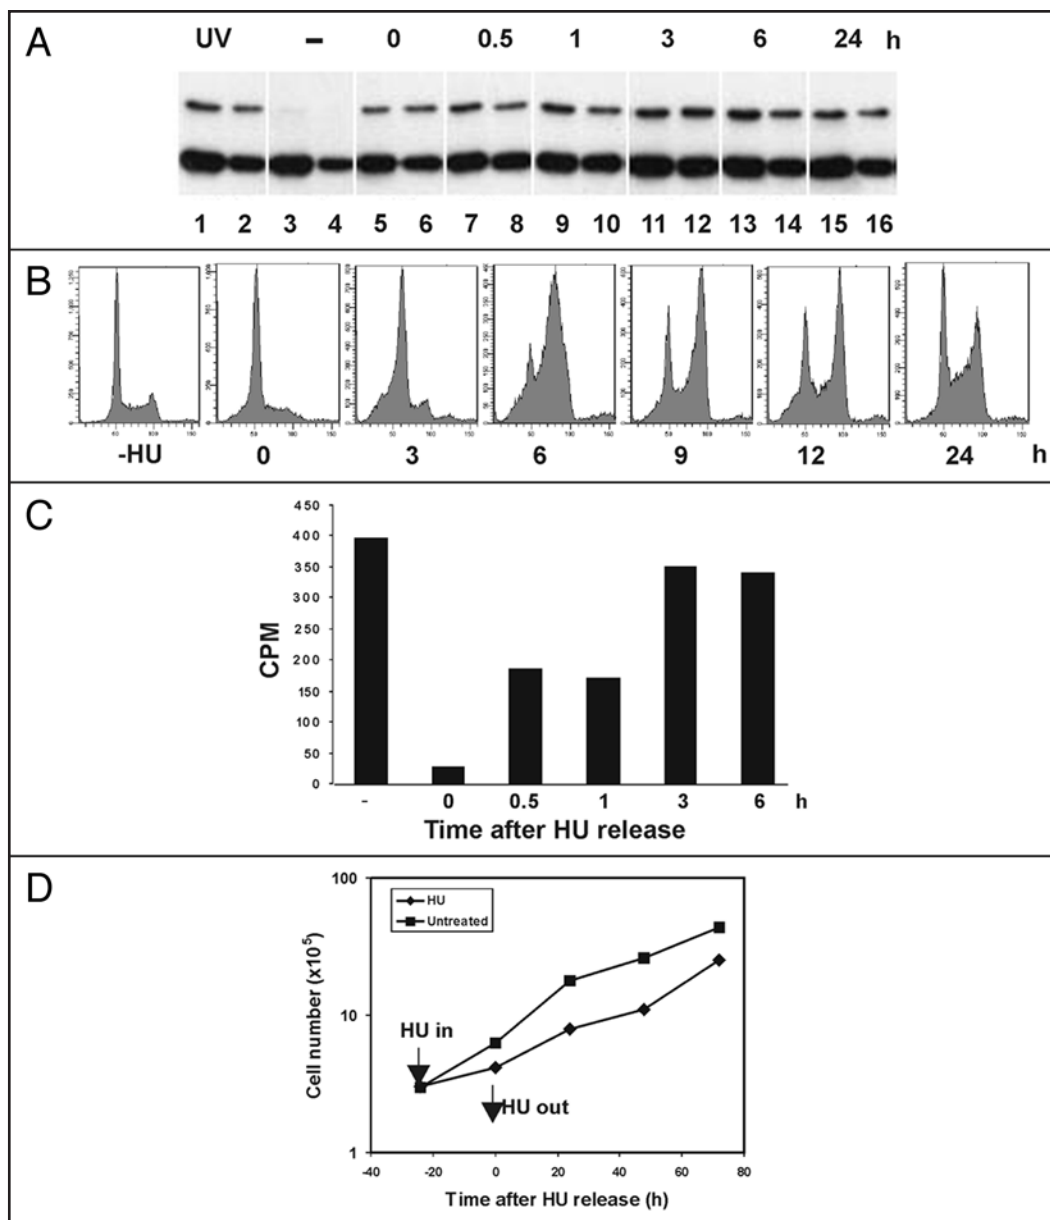 A
UV – 0 0.5 1 3 6 24 h
1 2 3 4 5 6 7 8 9 10 11 12 13 14 15 16
B
-HU 0 3 6 9 12 24 h
C
450
400
350
300
250
200
150
100
50
0
CPM
- 0 0.5 1 3 6 h
Time after HU release
D
100
10
1
Cell number (x10⁵)
HU
Untreated
HU in
HU out
-40 -20 0 20 40 60 80
Time after HU release (h)